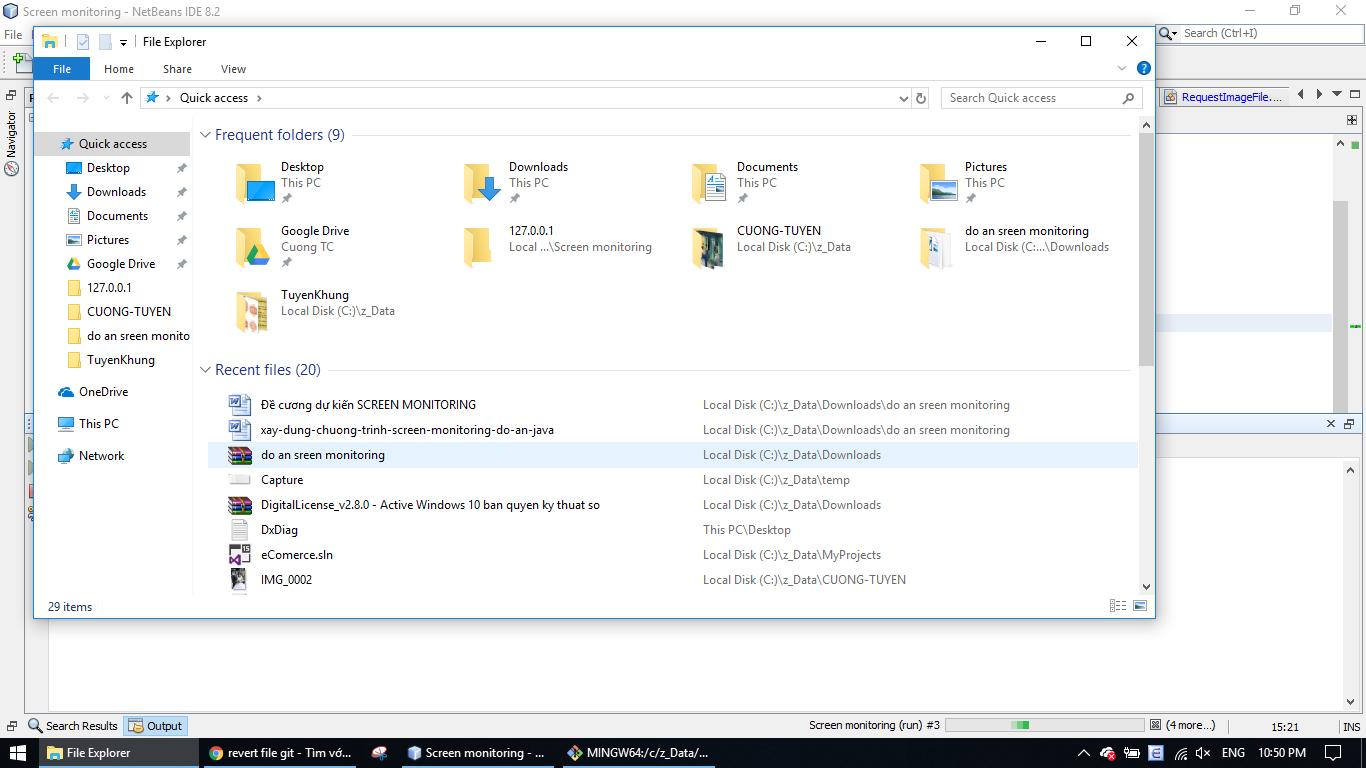 Screen monitoring - NetBeans IDE 8.2
File
Search (Ctrl+I)
File Explorer
File
Home
Share
View
Quick access
Search Quick access
RequestImageFile....
Navigator
Quick access
Desktop
Downloads
Documents
Pictures
Google Drive
127.0.0.1
CUONG-TUYEN
do an sreen monito
TuyenKhung
OneDrive
This PC
Network
Frequent folders (9)
Desktop
This PC
Downloads
This PC
Documents
This PC
Pictures
This PC
Google Drive
Cuong TC
127.0.0.1
Local ...\Screen monitoring
CUONG-TUYEN
Local Disk (C:)\z_Data
do an sreen monitoring
Local Disk (C:...\Downloads
TuyenKhung
Local Disk (C:)\z_Data
Recent files (20)
Đề cương dự kiến SCREEN MONITORING Local Disk (C:)\z_Data\Downloads\do an sreen monitoring
xay-dung-chuong-trinh-screen-monitoring-do-an-java Local Disk (C:)\z_Data\Downloads\do an sreen monitoring
do an sreen monitoring Local Disk (C:)\z_Data\Downloads
Capture Local Disk (C:)\z_Data\temp
DigitalLicense_v2.8.0 - Active Windows 10 ban quyen ky thuat so Local Disk (C:)\z_Data\Downloads
DxDiag This PC\Desktop
eComerce.sln Local Disk (C:)\z_Data\MyProjects
IMG_0002 Local Disk (C:)\z_Data\CUONG-TUYEN
29 items
Search Results
Output
Screen monitoring (run) #3
(4 more...)
15:21
INS
File Explorer
revert file git - Tìm vớ...
Screen monitoring - ...
MINGW64:/c/z_Data/...
ENG
10:50 PM